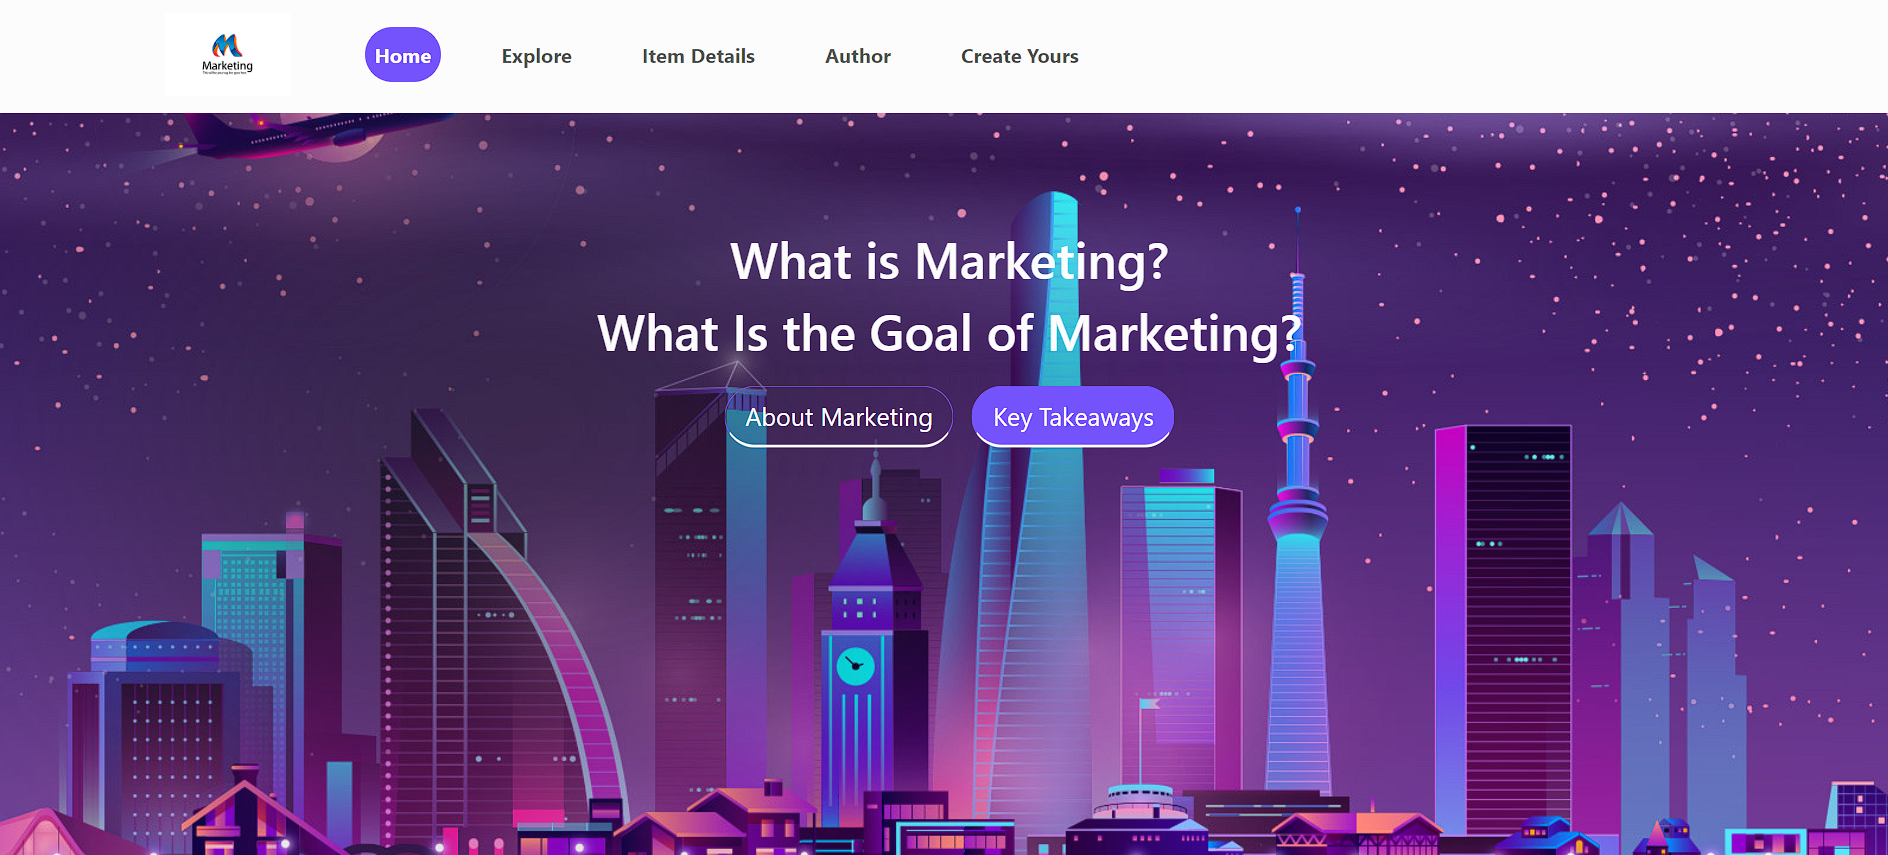 Marketing
Home
Explore
Item Details
Author
Create Yours
What is Marketing?
What Is the Goal of Marketing?
About Marketing
Key Takeaways